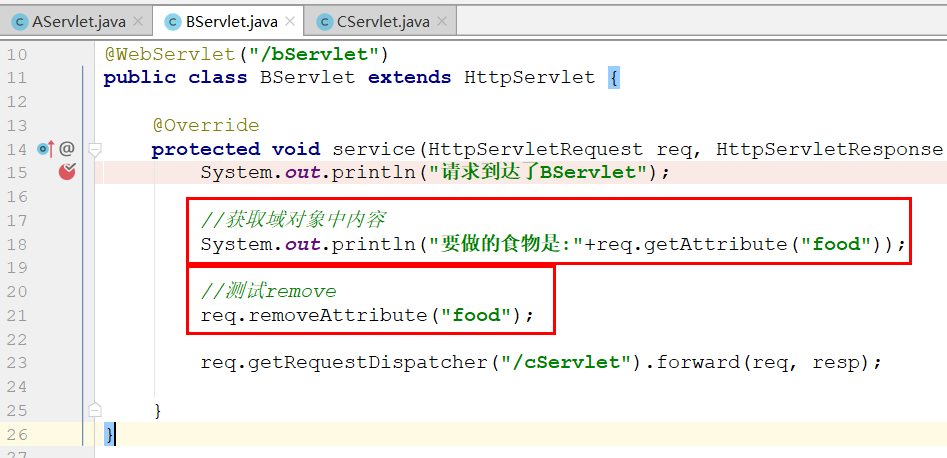 AServlet.java BServlet.java CServlet.java
10 @WebServlet("/bServlet")
11 public class BServlet extends HttpServlet {
12
13 @Override
14 protected void service(HttpServletRequest req, HttpServletResponse
15 System.out.println("请求到达了BServlet");
16
17 //获取域对象中内容
18 System.out.println("要做的食物是:"+req.getAttribute("food"));
19
20 //测试remove
21 req.removeAttribute("food");
22
23 req.getRequestDispatcher("/cServlet").forward(req, resp);
24
25 }
26 }
27